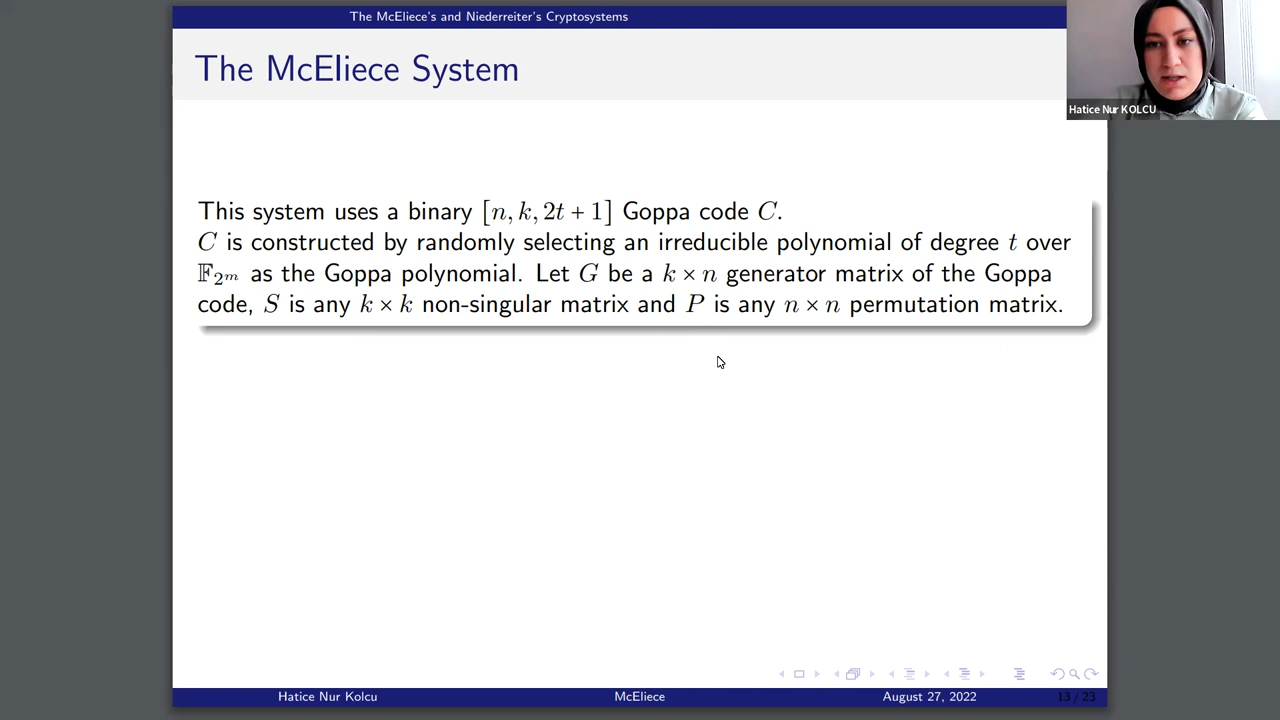 The McEliece's and Niederreiter's Cryptosystems
The McEliece System
Hatice Nur KOLCU
This system uses a binary [n, k, 2t + 1] Goppa code C.
C is constructed by randomly selecting an irreducible polynomial of degree t over
𝔽₂ᵐ as the Goppa polynomial. Let G be a k × n generator matrix of the Goppa
code, S is any k × k non-singular matrix and P is any n × n permutation matrix.
Hatice Nur Kolcu
McEliece
August 27, 2022
13 / 23